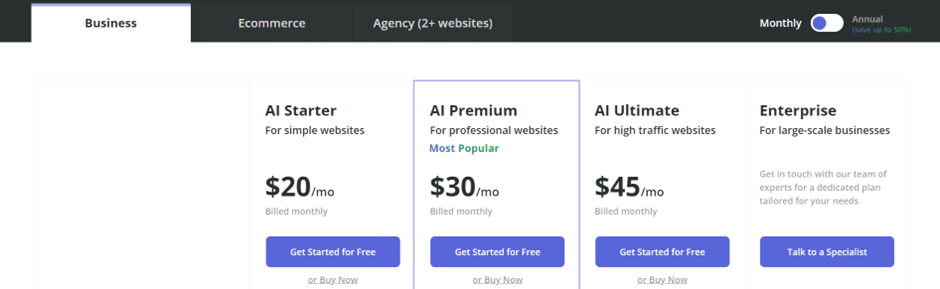 Business
Ecommerce
Agency (2+ websites)
Monthly
Annual
(save up to 50%)
AI Starter
For simple websites
$20/mo
Billed monthly
Get Started for Free
or Buy Now
AI Premium
For professional websites
Most Popular
$30/mo
Billed monthly
Get Started for Free
or Buy Now
AI Ultimate
For high traffic websites
$45/mo
Billed monthly
Get Started for Free
or Buy Now
Enterprise
For large-scale businesses
Get in touch with our team of
experts for a dedicated plan
tailored for your needs
Talk to a Specialist